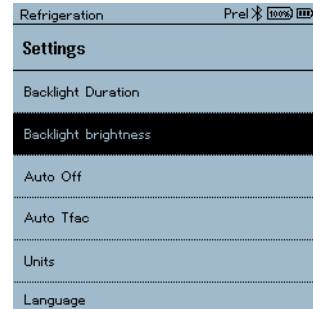 Refrigeration Prel 100%
Settings
Backlight Duration
Backlight brightness
Auto Off
Auto Tfac
Units
Language